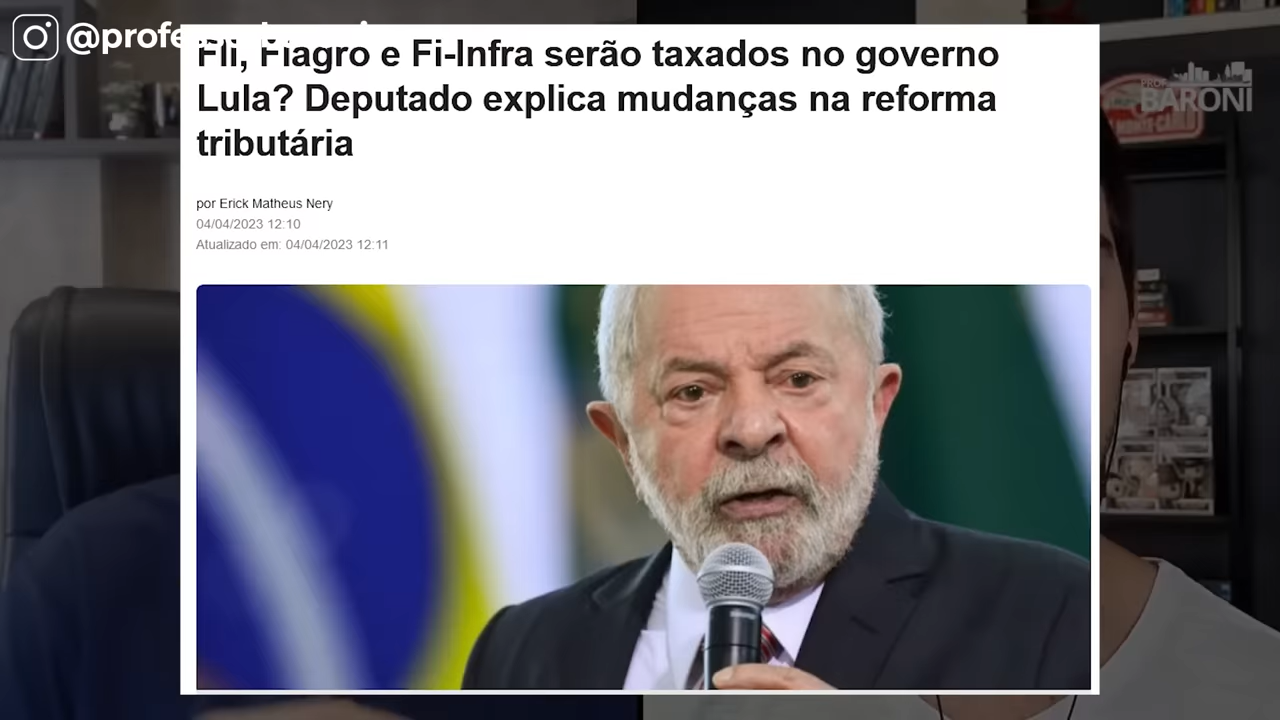 FIi, Fiagro e Fi-Infra serão taxados no governo
Lula? Deputado explica mudanças na reforma
tributária
por Erick Matheus Nery
04/04/2023 12:10
Atualizado em: 04/04/2023 12:11
BARONI